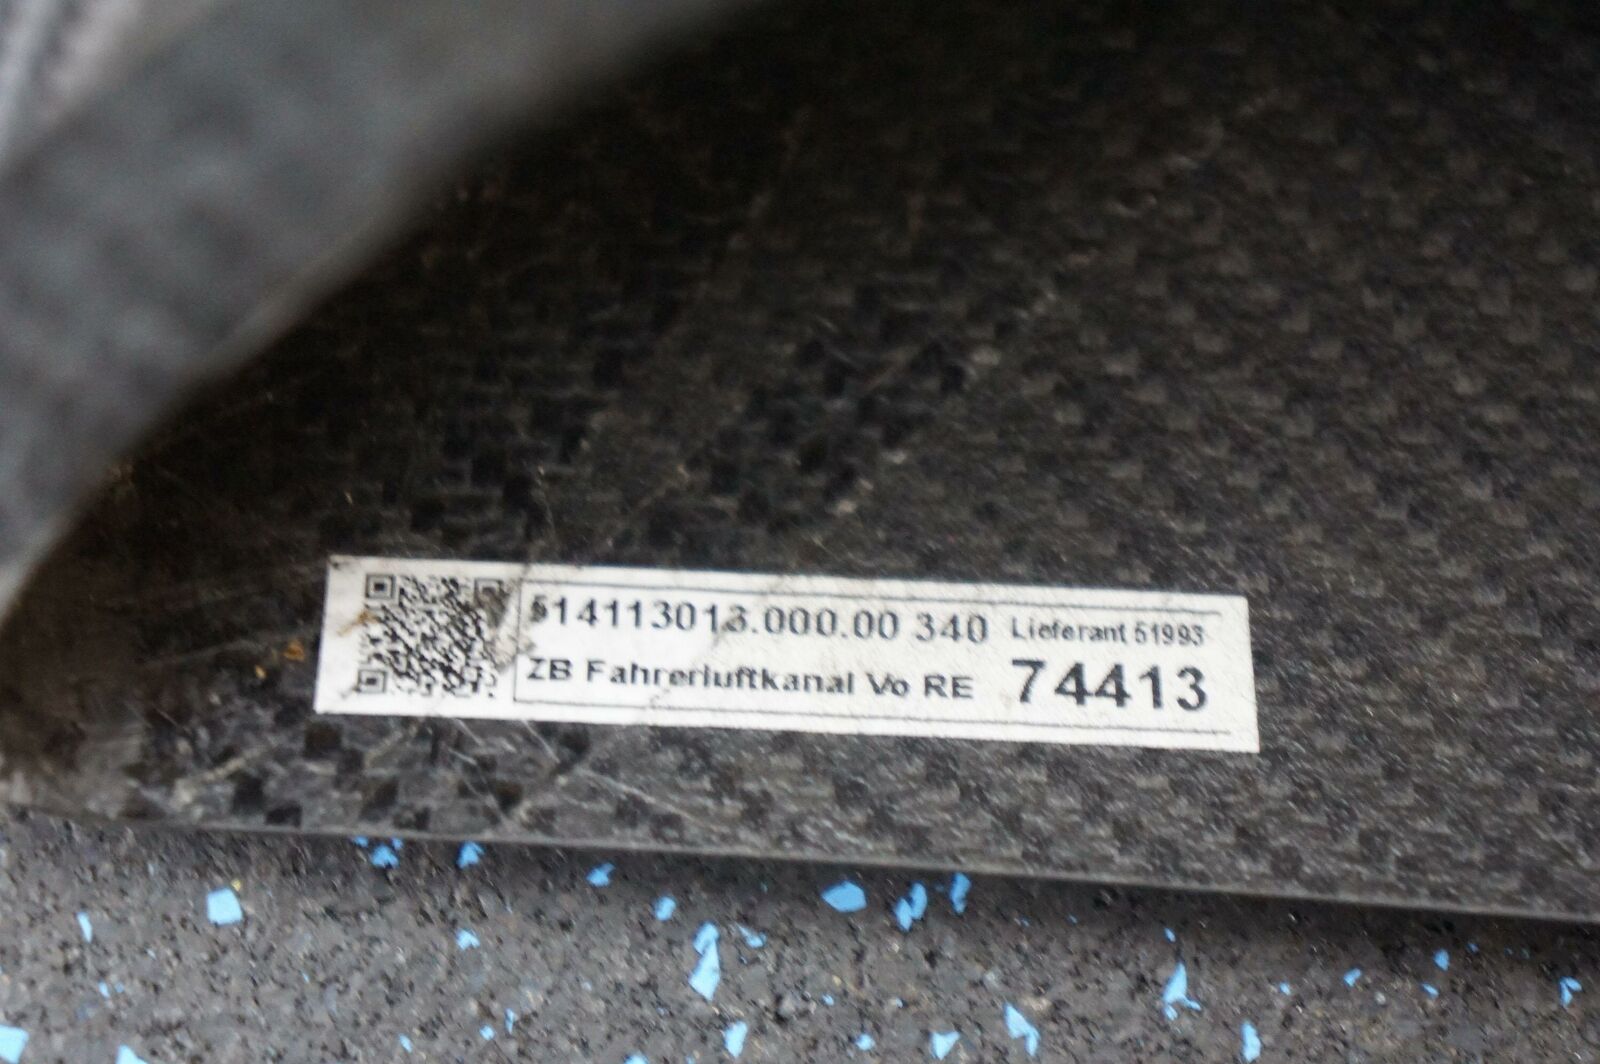 514113013.000.00 340 Lieferant 51993
ZB Fahrerluftkanal Vo RE 74413